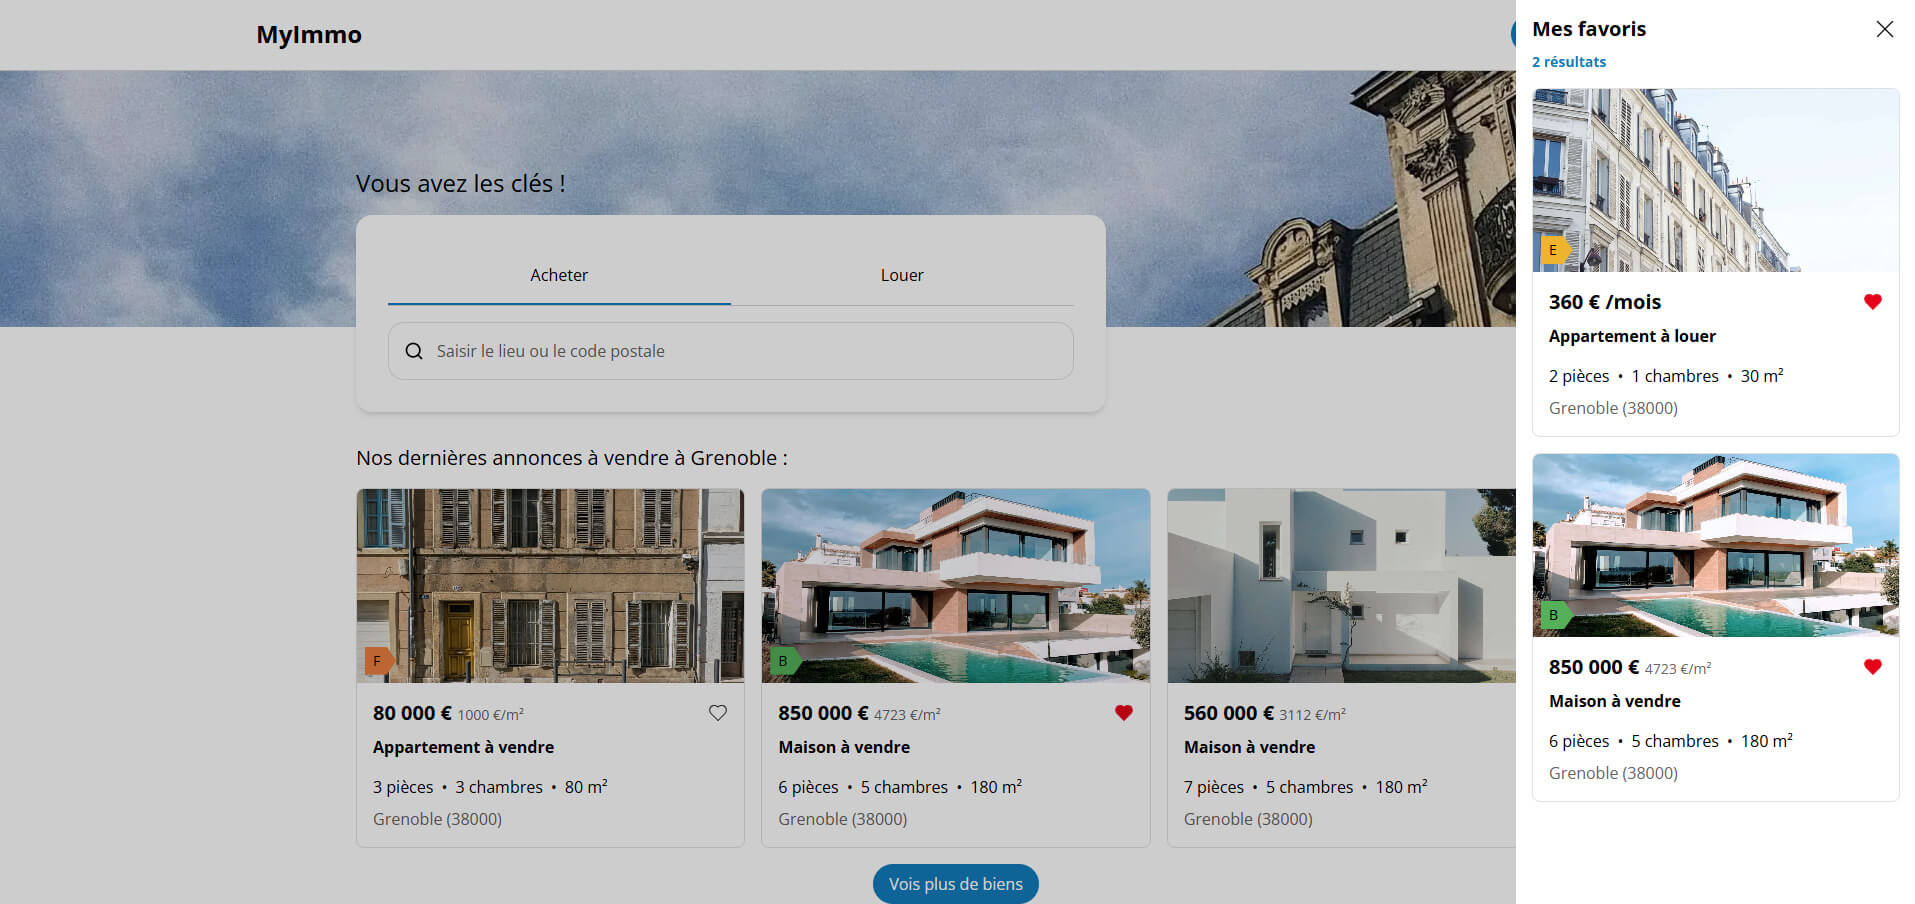 MyImmo
Vous avez les clés !
Acheter
Louer
Saisir le lieu ou le code postale
Nos dernières annonces à vendre à Grenoble :
F
80 000 € 1000 €/m²
Appartement à vendre
3 pièces • 3 chambres • 80 m²
Grenoble (38000)
B
850 000 € 4723 €/m²
Maison à vendre
6 pièces • 5 chambres • 180 m²
Grenoble (38000)
560 000 € 3112 €/m²
Maison à vendre
7 pièces • 5 chambres • 180 m²
Grenoble (38000)
Vois plus de biens
Mes favoris
2 résultats
E
360 € /mois
Appartement à louer
2 pièces • 1 chambres • 30 m²
Grenoble (38000)
B
850 000 € 4723 €/m²
Maison à vendre
6 pièces • 5 chambres • 180 m²
Grenoble (38000)